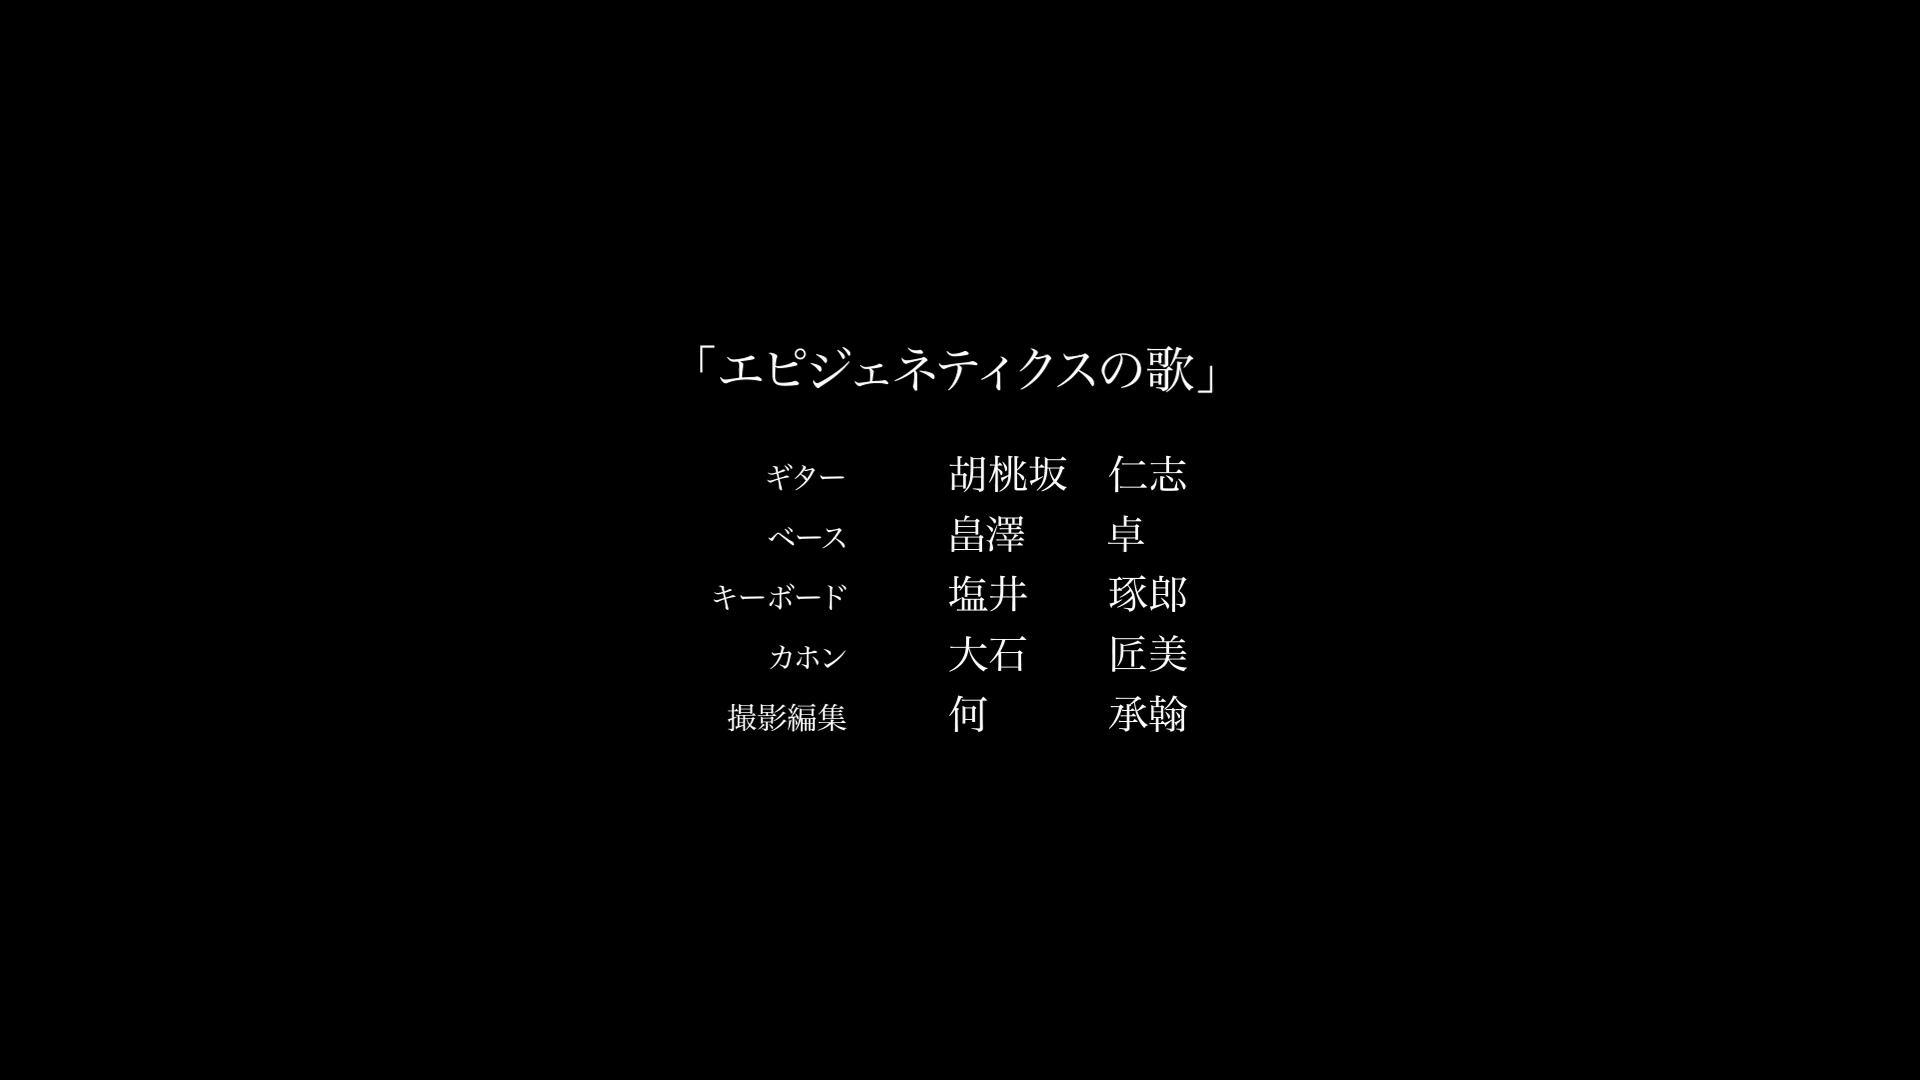 「エピジェネティクスの歌」
ギター 胡桃坂 仁志
ベース 畠澤 卓
キーボード 塩井 琢郎
カホン 大石 匠美
撮影編集 何 承翰